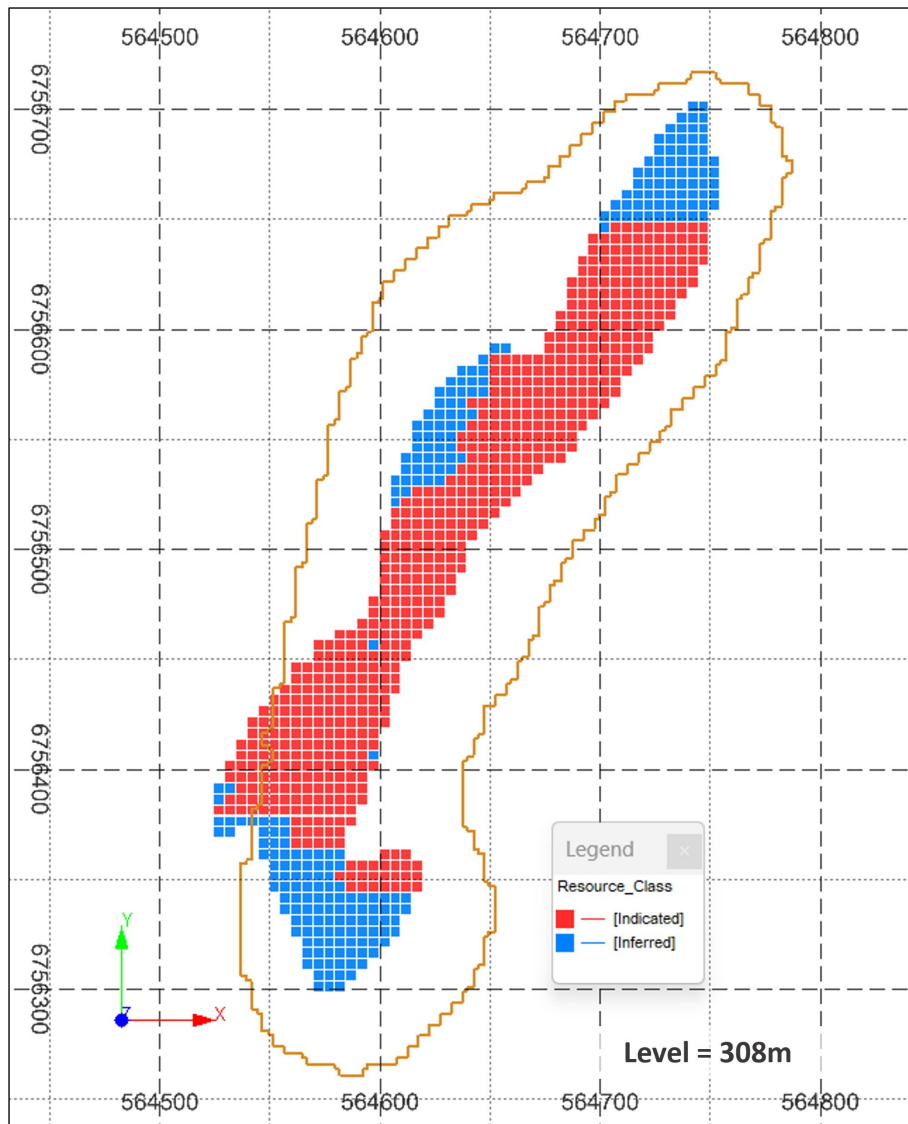 564500 564600 564700 564800
6756700
6756600
6756500
6756400
6756300
Legend
×
Resource_Class
[Indicated]
[Inferred]
Y
Z
X
Level = 308m
564500 564600 564700 564800